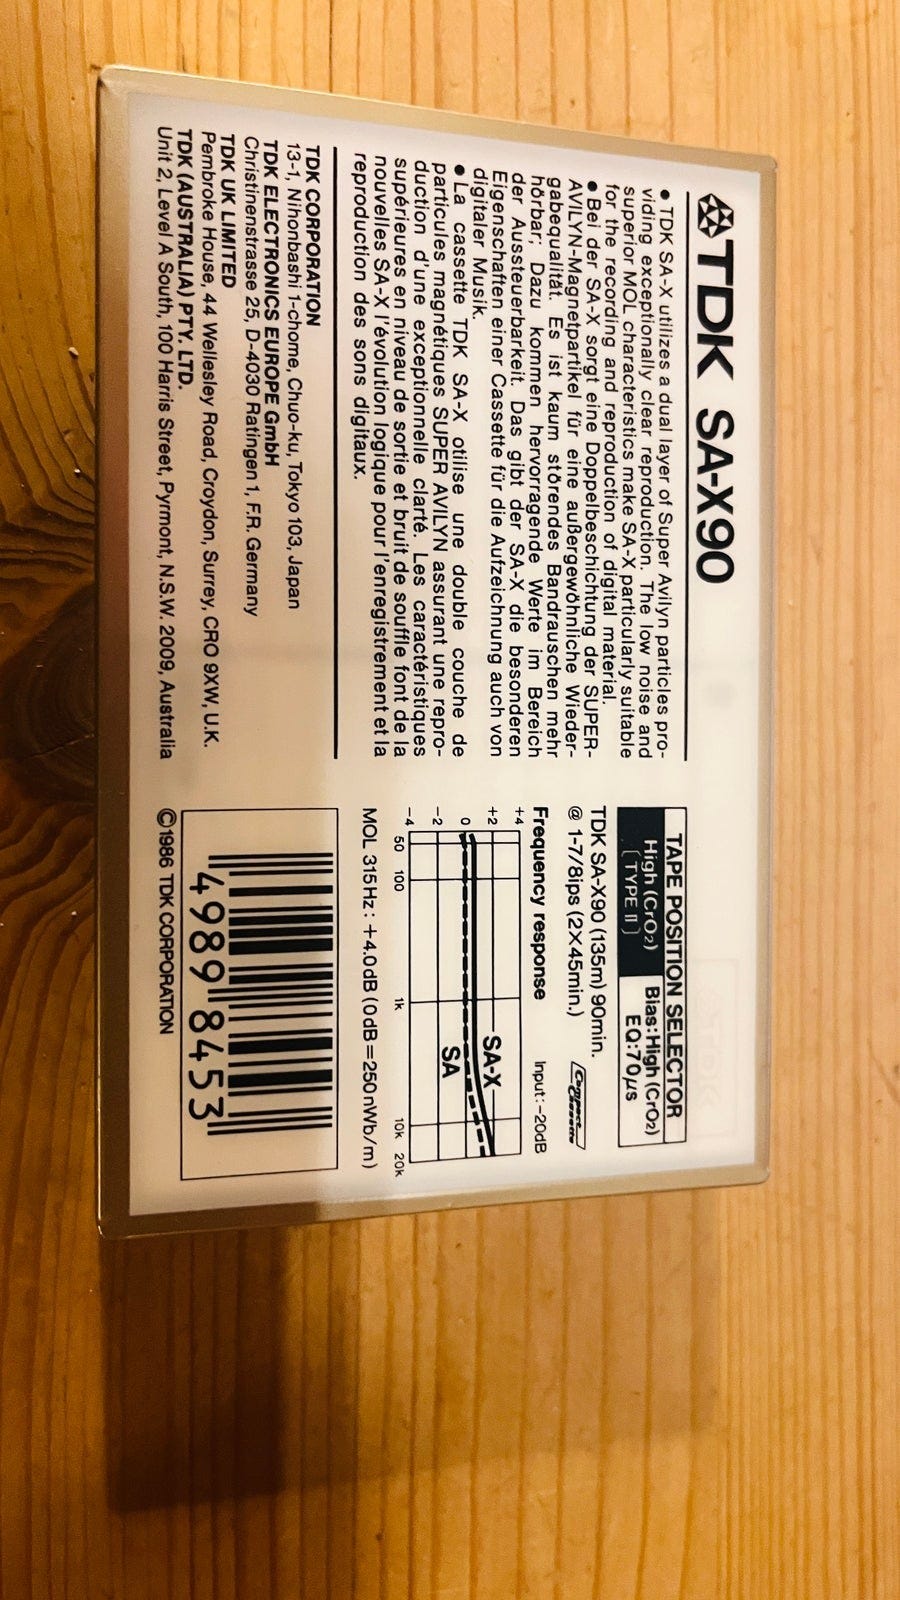 TDK SA-X90
● TDK SA-X utilizes a dual layer of Super Avilyn particles pro-
viding exceptionally clear reproduction. The low noise and
superior MOL characteristics make SA-X particularly suitable
for the recording and reproduction of digital material.
● Bei der SA-X sorgt eine Doppelbeschichtung der SUPER-
AVILYN-Magnetpartikel für eine außergewöhnliche Wieder-
gabequalität. Es ist kaum störendes Bandrauschen mehr
hörbar; Dazu kommen hervorragende Werte im Bereich
der Aussteuerbarkeit. Das gibt der SA-X die besonderen
Eigenschaften einer Cassette für die Aufzeichnung auch von
digitaler Musik.
● La cassette TDK SA-X otilise une double couche de
particules magnétiques SUPER AVILYN assurant une repro-
duction d'une exceptionnelle clarté. Les caractéristiques
supérieures en niveau de sortie et bruit de souffle font de la
nouvelles SA-X l'évolution logique pour l'enregistrement et la
reproduction des sons digitaux.
TDK CORPORATION
13-1, Nihonbashi 1-chome, Chuo-ku, Tokyo 103, Japan
TDK ELECTRONICS EUROPE GmbH
Christinenstrasse 25, D-4030 Ratingen 1, F.R. Germany
TDK UK LIMITED
Pembroke House, 44 Wellesley Road, Croydon, Surrey, CRO 9XW, U.K.
TDK (AUSTRALIA) PTY. LTD.
Unit 2, Level A South, 100 Harris Street, Pyrmont, N.S.W. 2009, Australia
TAPE POSITION SELECTOR
High (CrO₂)
[TYPE II]
Bias: High (CrO₂)
EQ: 70μs
TDK SA-X90 (135m) 90min.
@ 1-7/8ips (2X45min.)
Compact Cassette
Frequency response Input: -20dB
+4
+2
0
-2
-4
SA-X
SA
50 100 1k 10k 20k
MOL 315Hz: +4.0dB (0dB=250nWb/m)
4989 8453
©1986 TDK CORPORATION